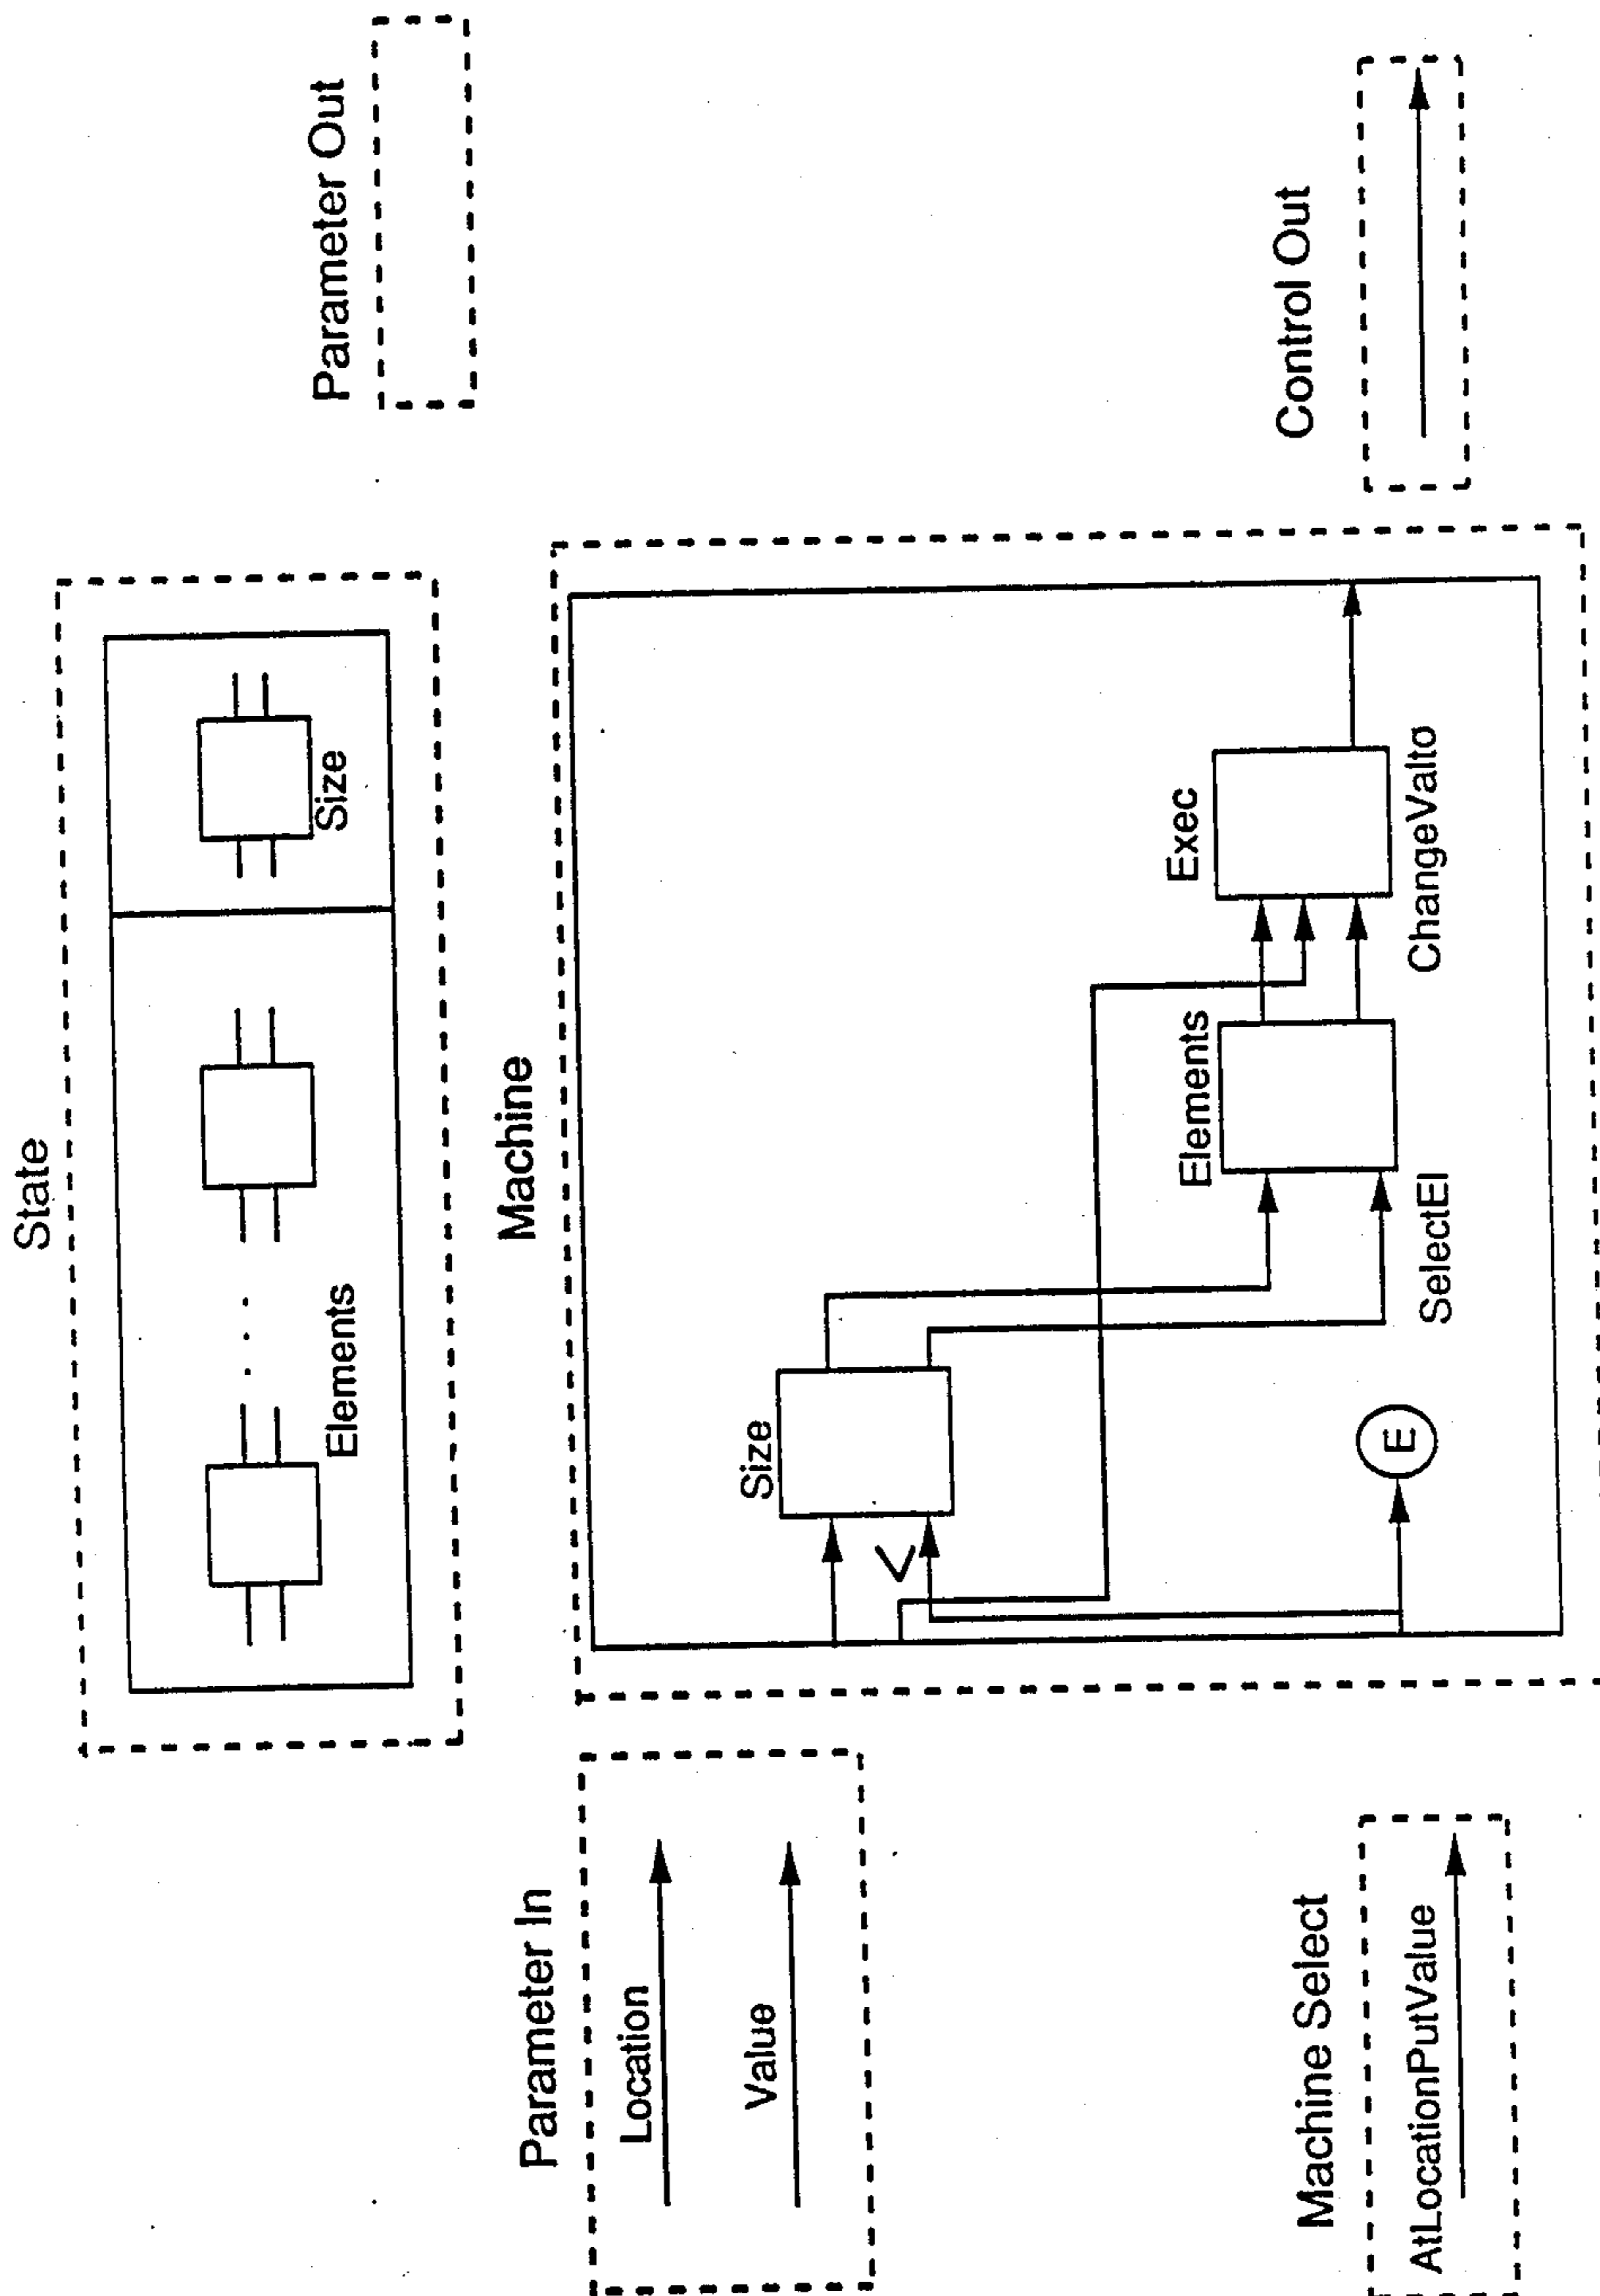 State
Elements
Size
Parameter In
Location
Value
Machine
Size
V
E
Elements
SelectEl
Exec
ChangeValto
Parameter Out
Machine Select
AtLocationPutValue
Control Out